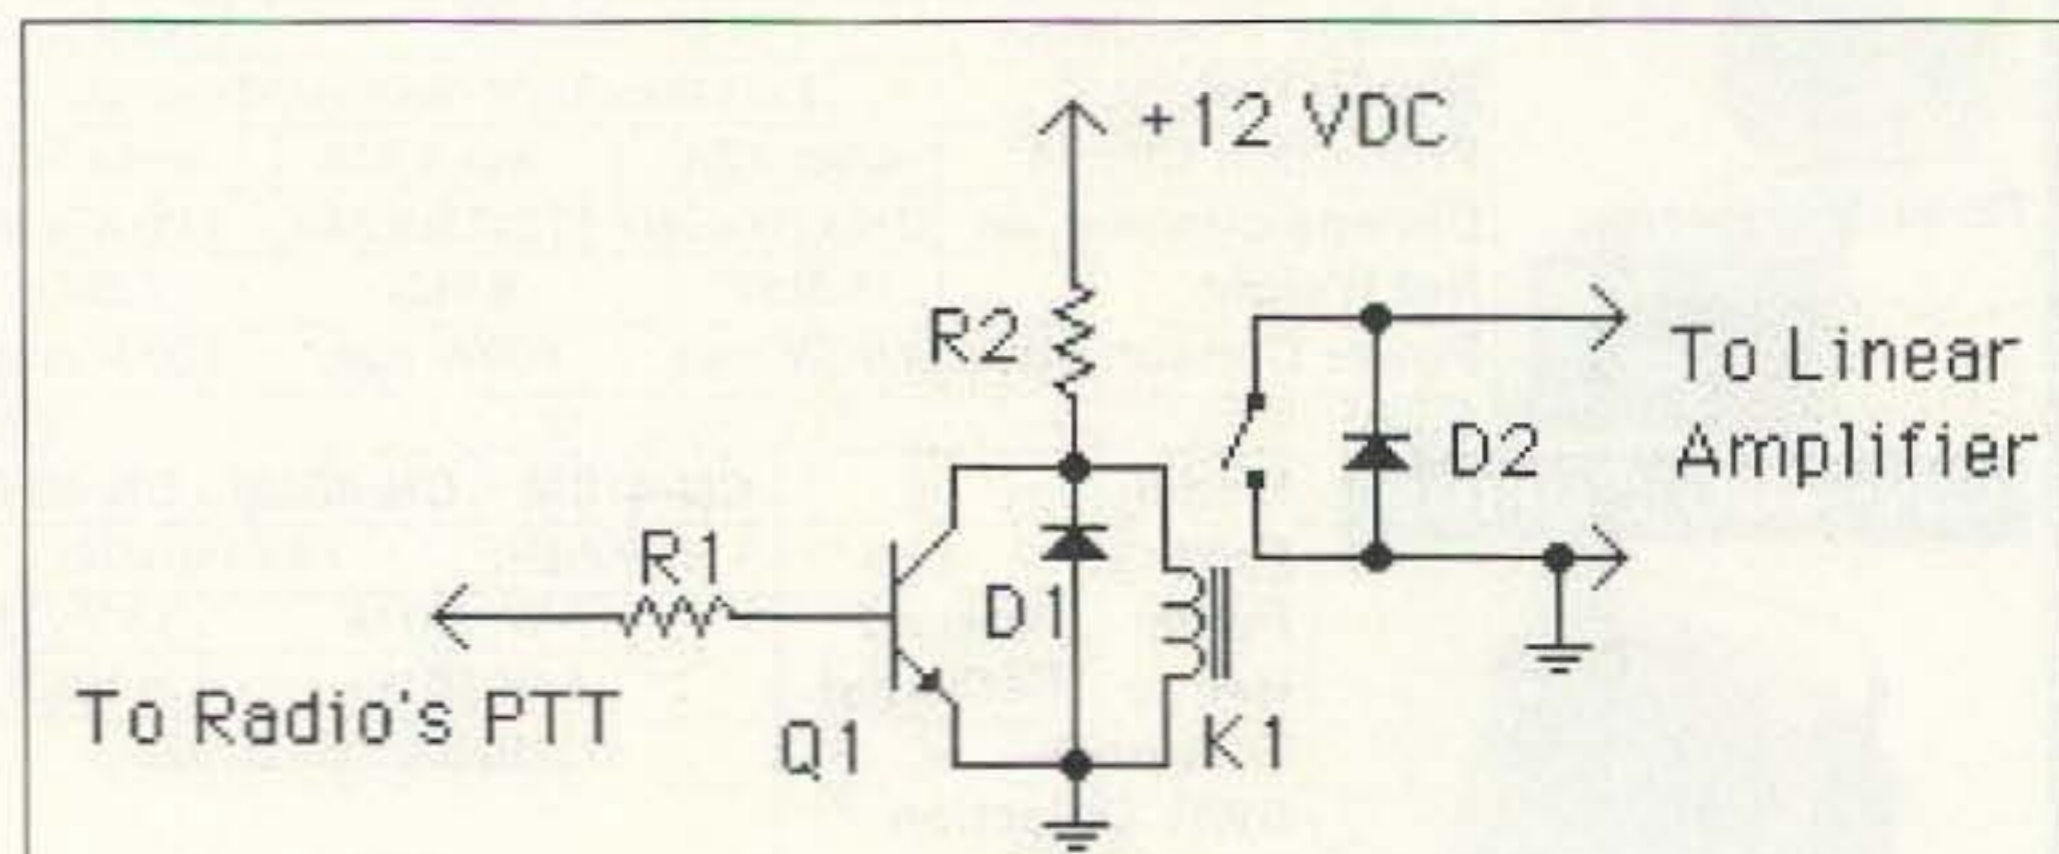 +12 VDC
R2
To Linear
Amplifier
D2
R1
D1
To Radio's PTT
Q1
K1